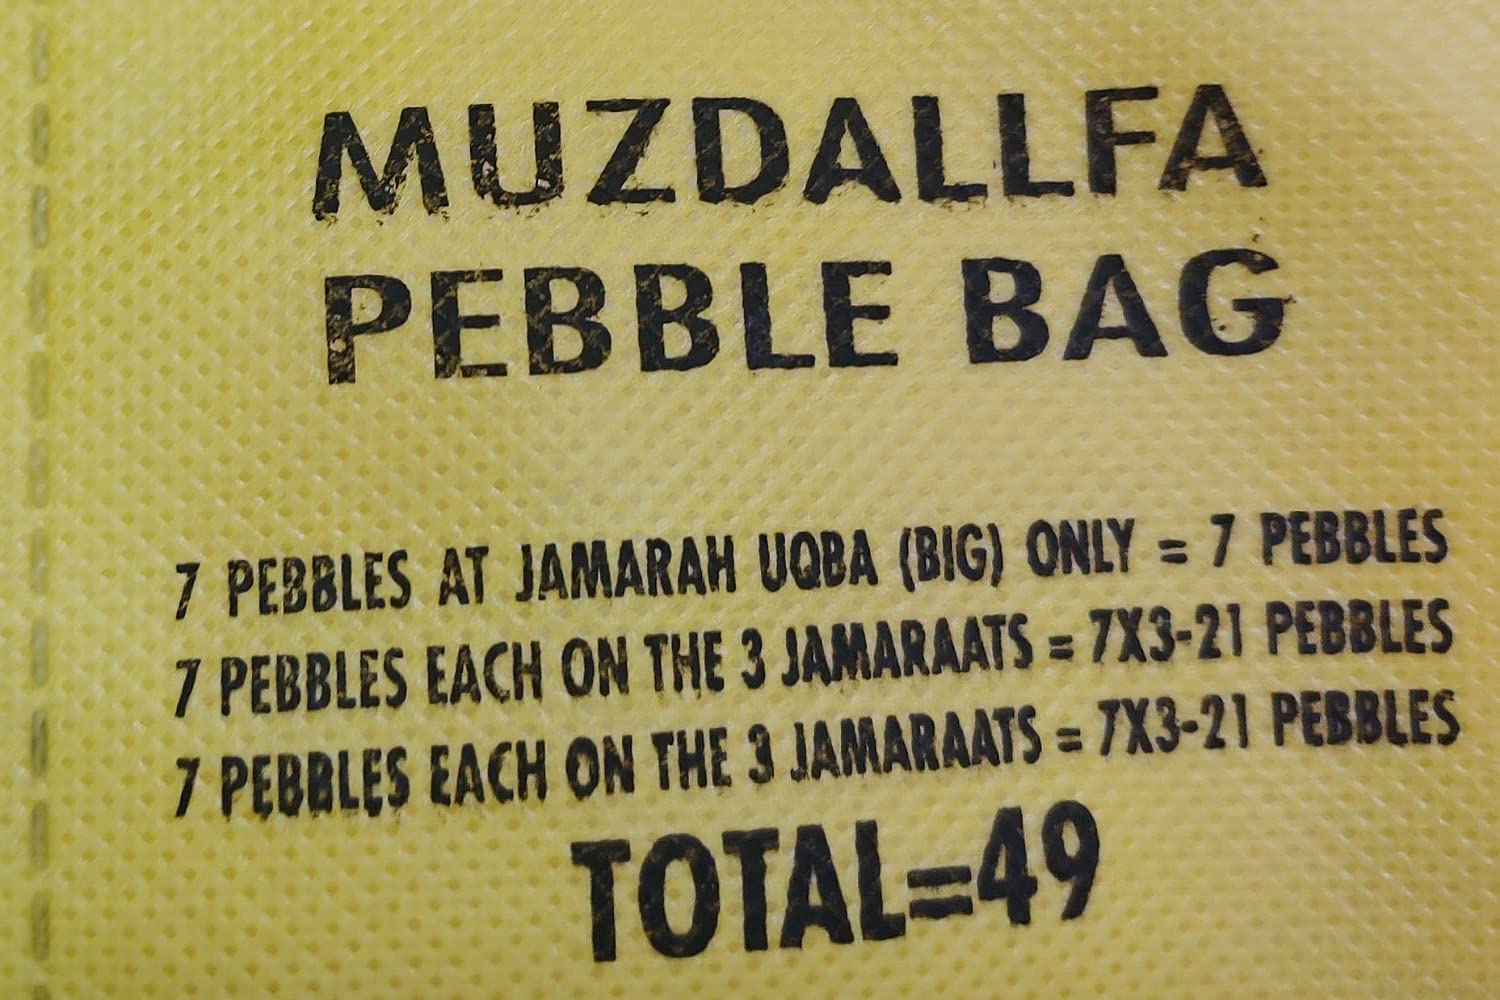 MUZDALLFA
PEBBLE BAG
7 PEBBLES AT JAMARAH UQBA (BIG) ONLY = 7 PEBBLES
7 PEBBLES EACH ON THE 3 JAMARAATS = 7X3-21 PEBBLES
7 PEBBLES EACH ON THE 3 JAMARAATS = 7X3-21 PEBBLES
TOTAL=49